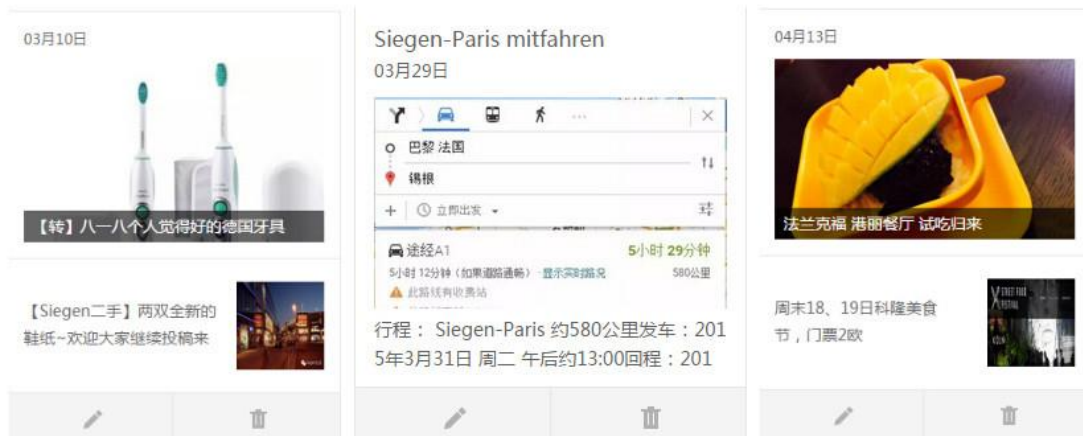 03月10日
【转】八一八个人觉得好的德国牙具
【Siegen二手】两双全新的
鞋纸~欢迎大家继续投稿来
Siegen-Paris mitfahren
03月29日
巴黎 法国
锡根
立即出发
途经A1
5小时 29分钟
5小时 12分钟（如果道路通畅）· 显示实时路况
580公里
此路线有收费站
行程： Siegen-Paris 约580公里发车：201
5年3月31日 周二 午后约13:00回程：201
04月13日
法兰克福 港丽餐厅 试吃归来
周末18、19日科隆美食
节，门票2欧
STREET FOOD
FESTIVAL
KÖLN